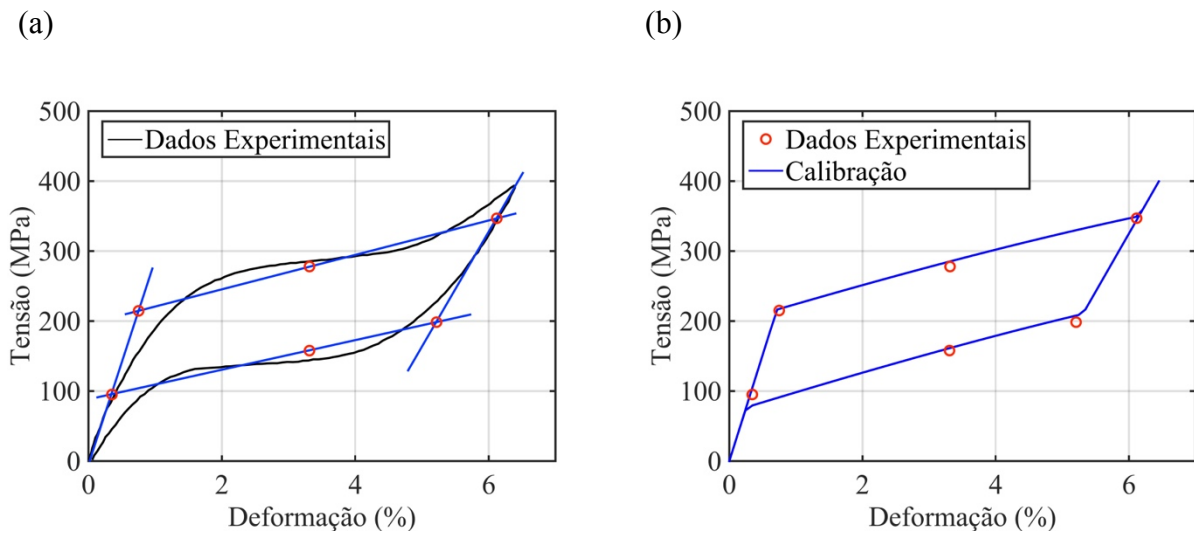 (a)
(b)
500
400
300
200
100
0
Tensão (MPa)
Dados Experimentais
0
2
4
6
Deformação (%)
500
400
300
200
100
0
Tensão (MPa)
Dados Experimentais
Calibração
0
2
4
6
Deformação (%)